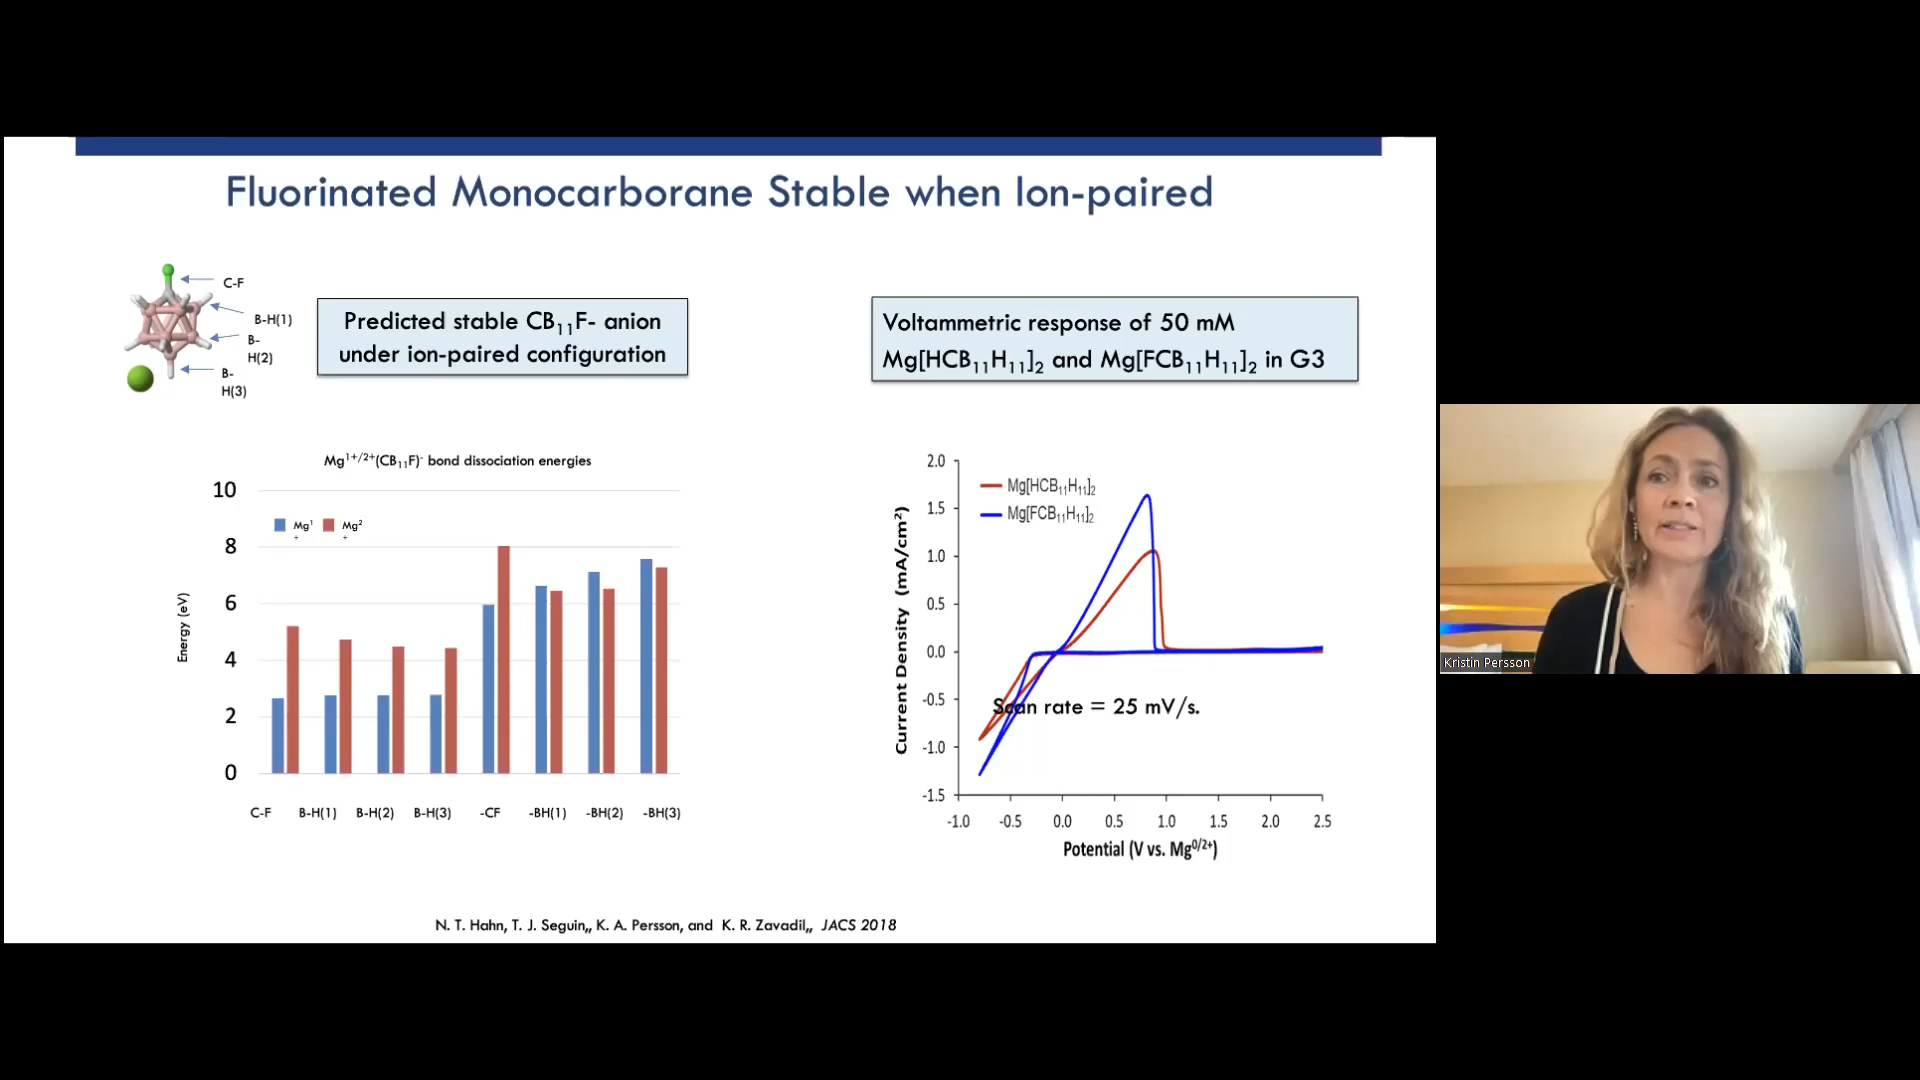 Fluorinated Monocarborane Stable when Ion-paired
C-F
B-H(1)
B-
H(2)
B-
H(3)
Predicted stable CB₁₁F- anion
under ion-paired configuration
Voltammetric response of 50 mM
Mg[HCB₁₁H₁₁]₂ and Mg[FCB₁₁H₁₁]₂ in G3
Mg¹⁺/²⁺(CB₁₁F)⁻ bond dissociation energies
10
8
6
4
2
0
Energy (eV)
Mg¹
+
Mg²
+
C-F B-H(1) B-H(2) B-H(3) -CF -BH(1) -BH(2) -BH(3)
2.0
1.5
1.0
0.5
0.0
-0.5
-1.0
-1.5
Current Density (mA/cm²)
Mg[HCB₁₁H₁₁]₂
Mg[FCB₁₁H₁₁]₂
Scan rate = 25 mV/s.
-1.0 -0.5 0.0 0.5 1.0 1.5 2.0 2.5
Potential (V vs. Mg⁰/²⁺)
N. T. Hahn, T. J. Seguin,, K. A. Persson, and K. R. Zavadil,, JACS 2018
Kristin Persson